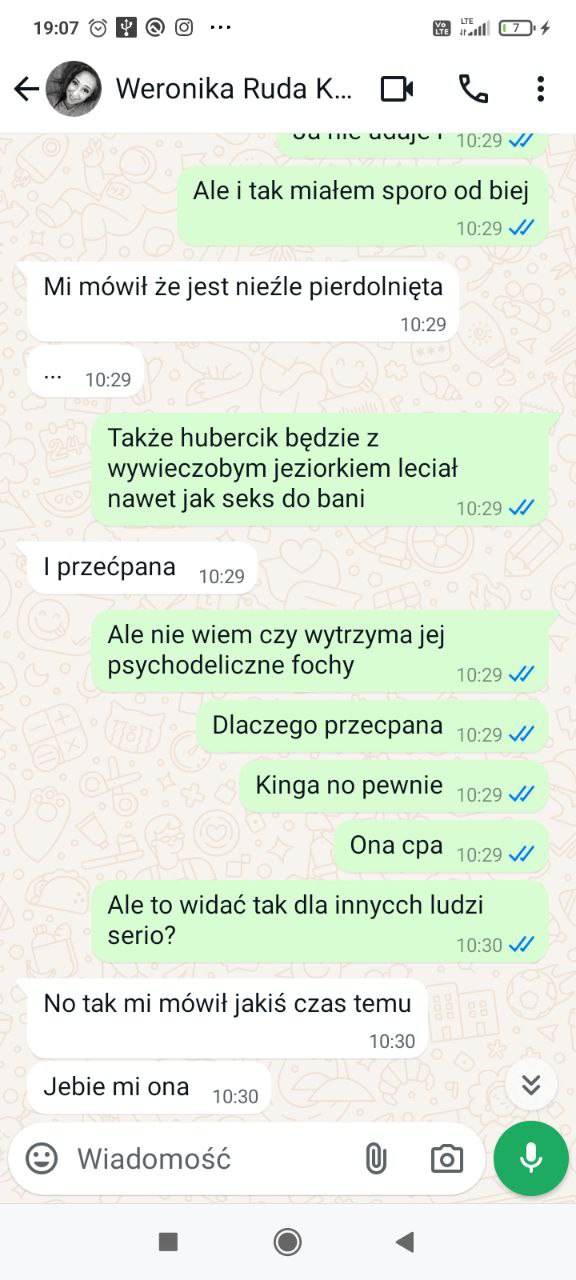 19:07 ...
Vo LTE LTE 7
Weronika Ruda K...
10:29
Ale i tak miałem sporo od biej
10:29
Mi mówił że jest nieźle pierdolnięta
10:29
... 10:29
Także hubercik będzie z
wywieczobym jeziorkiem leciał
nawet jak seks do bani 10:29
I przećpana 10:29
Ale nie wiem czy wytrzyma jej
psychodeliczne fochy 10:29
Dlaczego przecpana 10:29
Kinga no pewnie 10:29
Ona cpa 10:29
Ale to widać tak dla innycch ludzi
serio? 10:30
No tak mi mówił jakiś czas temu
10:30
Jebie mi ona 10:30
Wiadomość